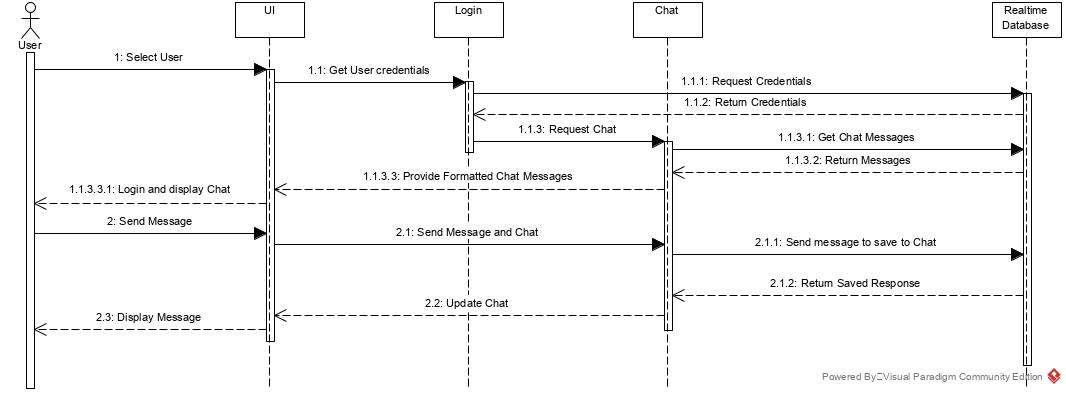 UI
Login
Chat
Realtime
Database
User
1: Select User
1.1: Get User credentials
1.1.1: Request Credentials
1.1.2: Return Credentials
1.1.3: Request Chat
1.1.3.1: Get Chat Messages
1.1.3.2: Return Messages
1.1.3.3: Provide Formatted Chat Messages
1.1.3.3.1: Login and display Chat
2: Send Message
2.1: Send Message and Chat
2.1.1: Send message to save to Chat
2.1.2: Return Saved Response
2.2: Update Chat
2.3: Display Message
Powered By Visual Paradigm Community Edition